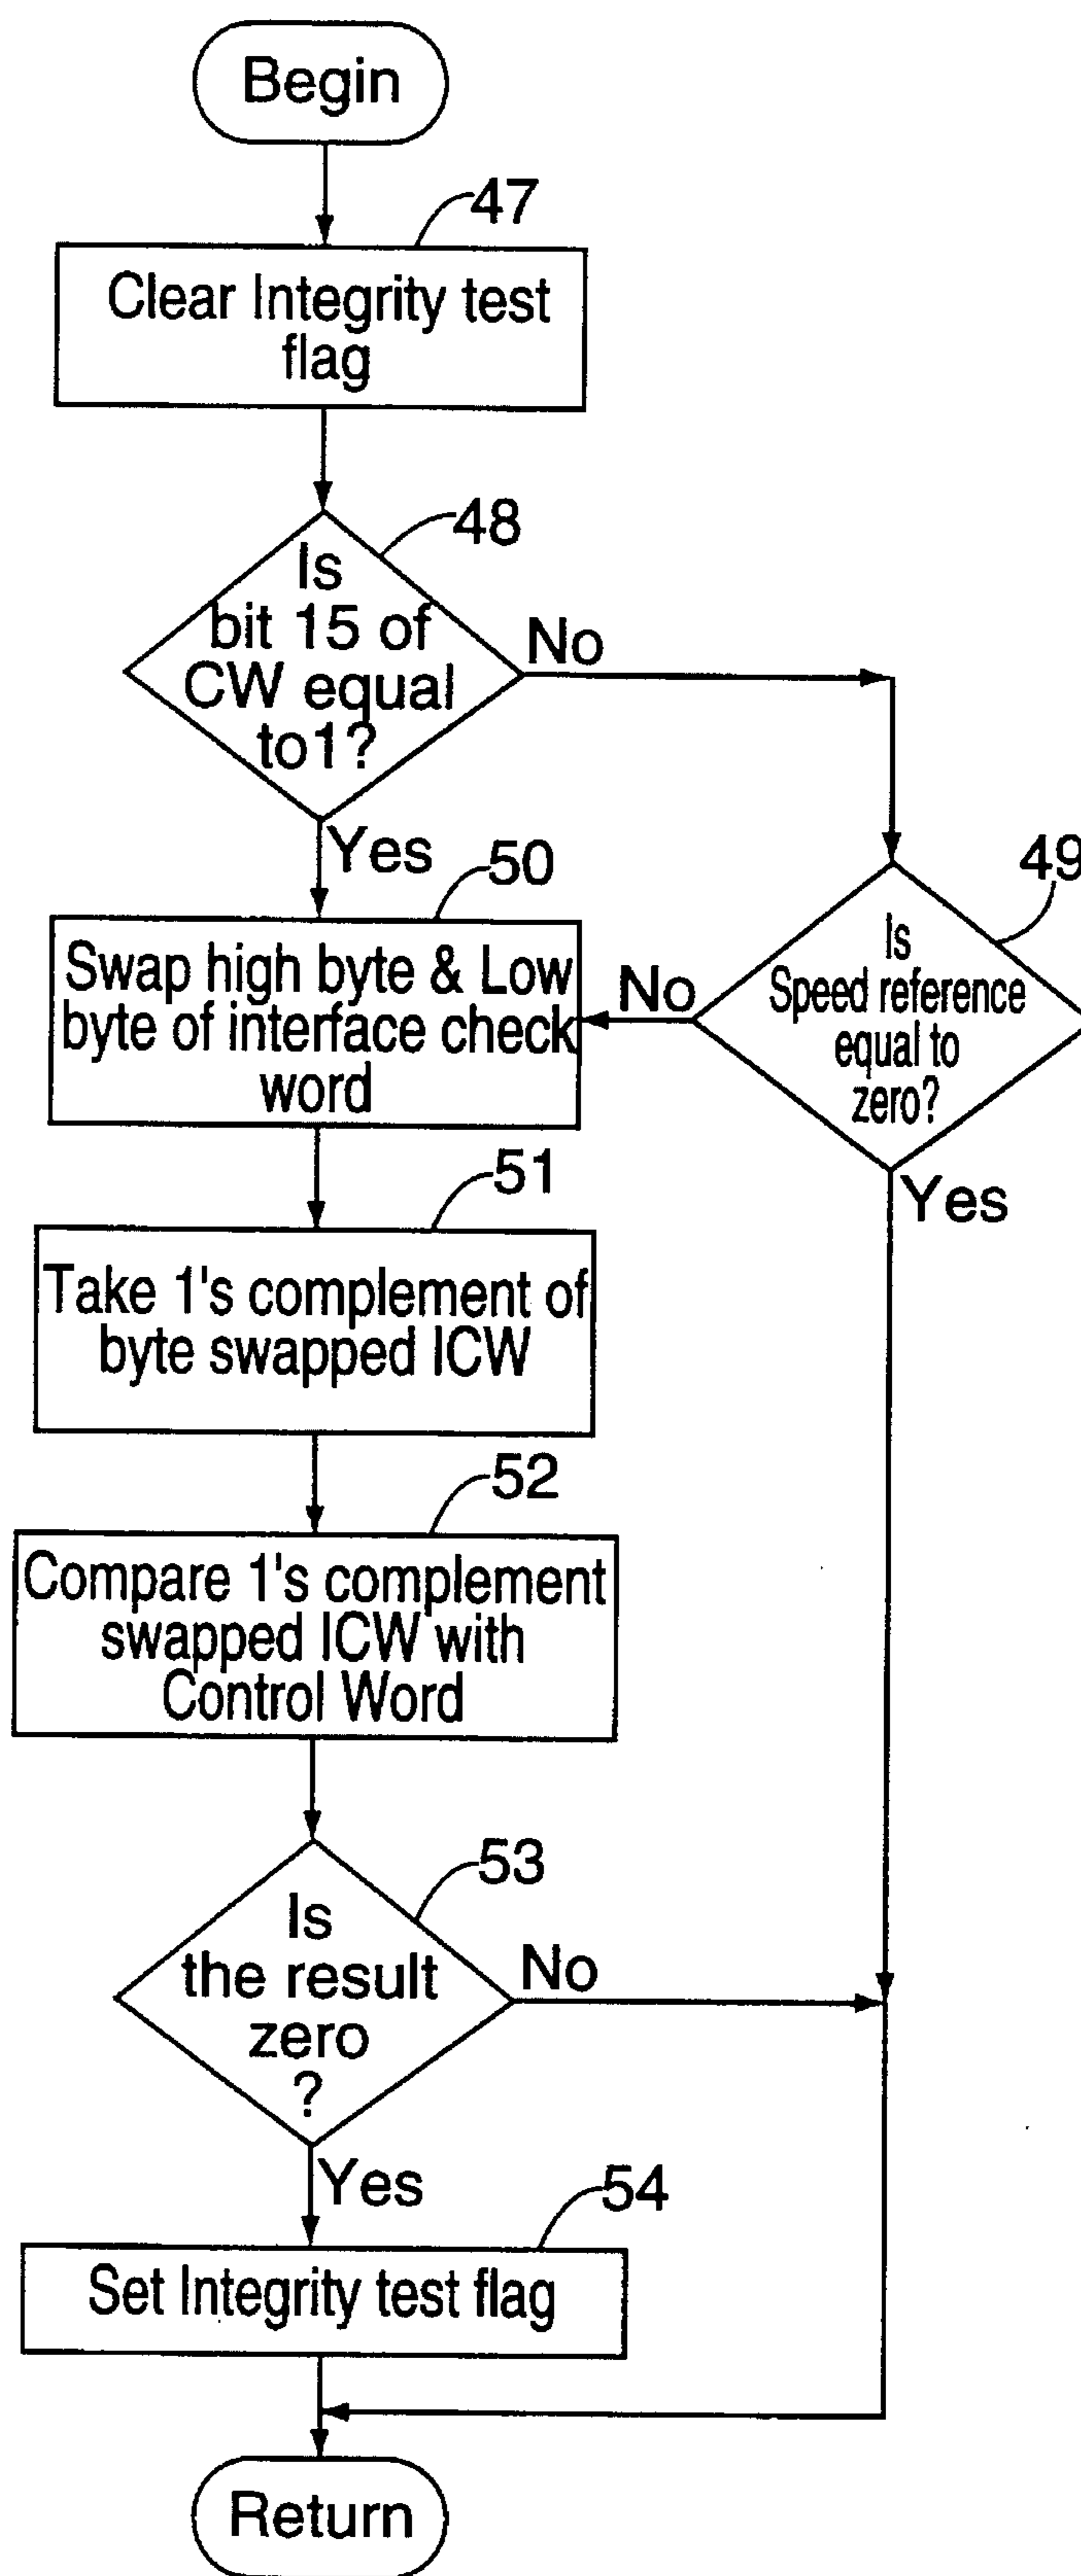 Begin
47
Clear Integrity test
flag
48
Is
bit 15 of
CW equal
to1?
No
Yes
50
49
Swap high byte & Low
byte of interface check
word
No
Is
Speed reference
equal to
zero?
Yes
51
Take 1's complement of
byte swapped ICW
52
Compare 1's complement
swapped ICW with
Control Word
53
Is
the result
zero
?
No
Yes
54
Set Integrity test flag
Return